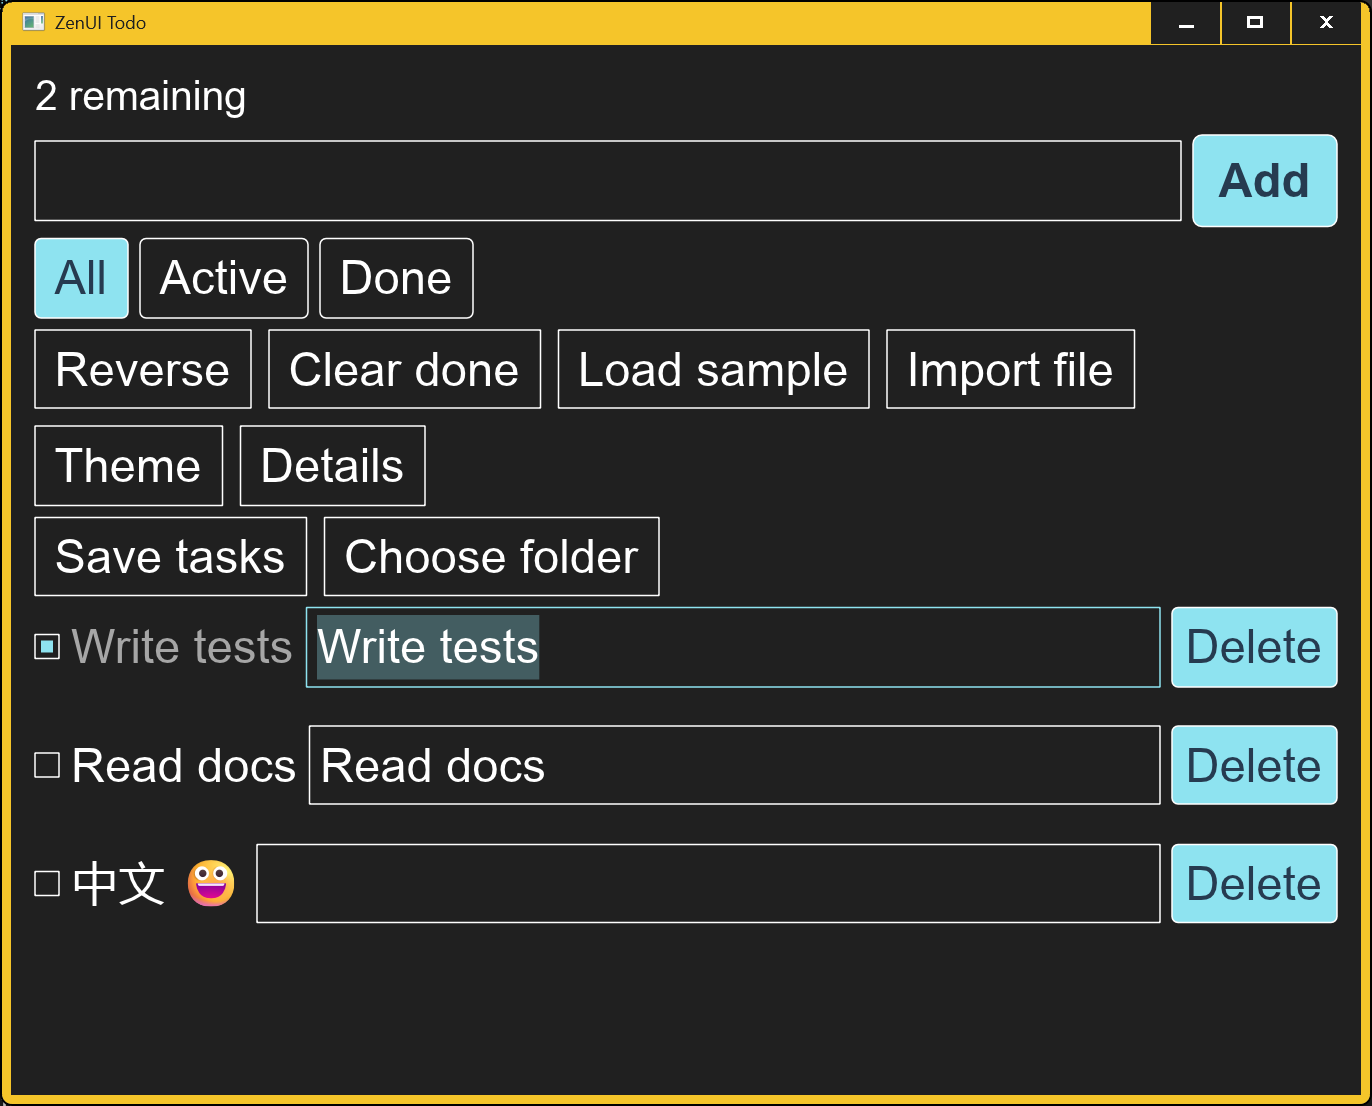 ZenUI Todo
2 remaining
Add
All Active Done
Reverse Clear done Load sample Import file
Theme Details
Save tasks Choose folder
Write tests Write tests Delete
Read docs Read docs Delete
中文 😀 Delete